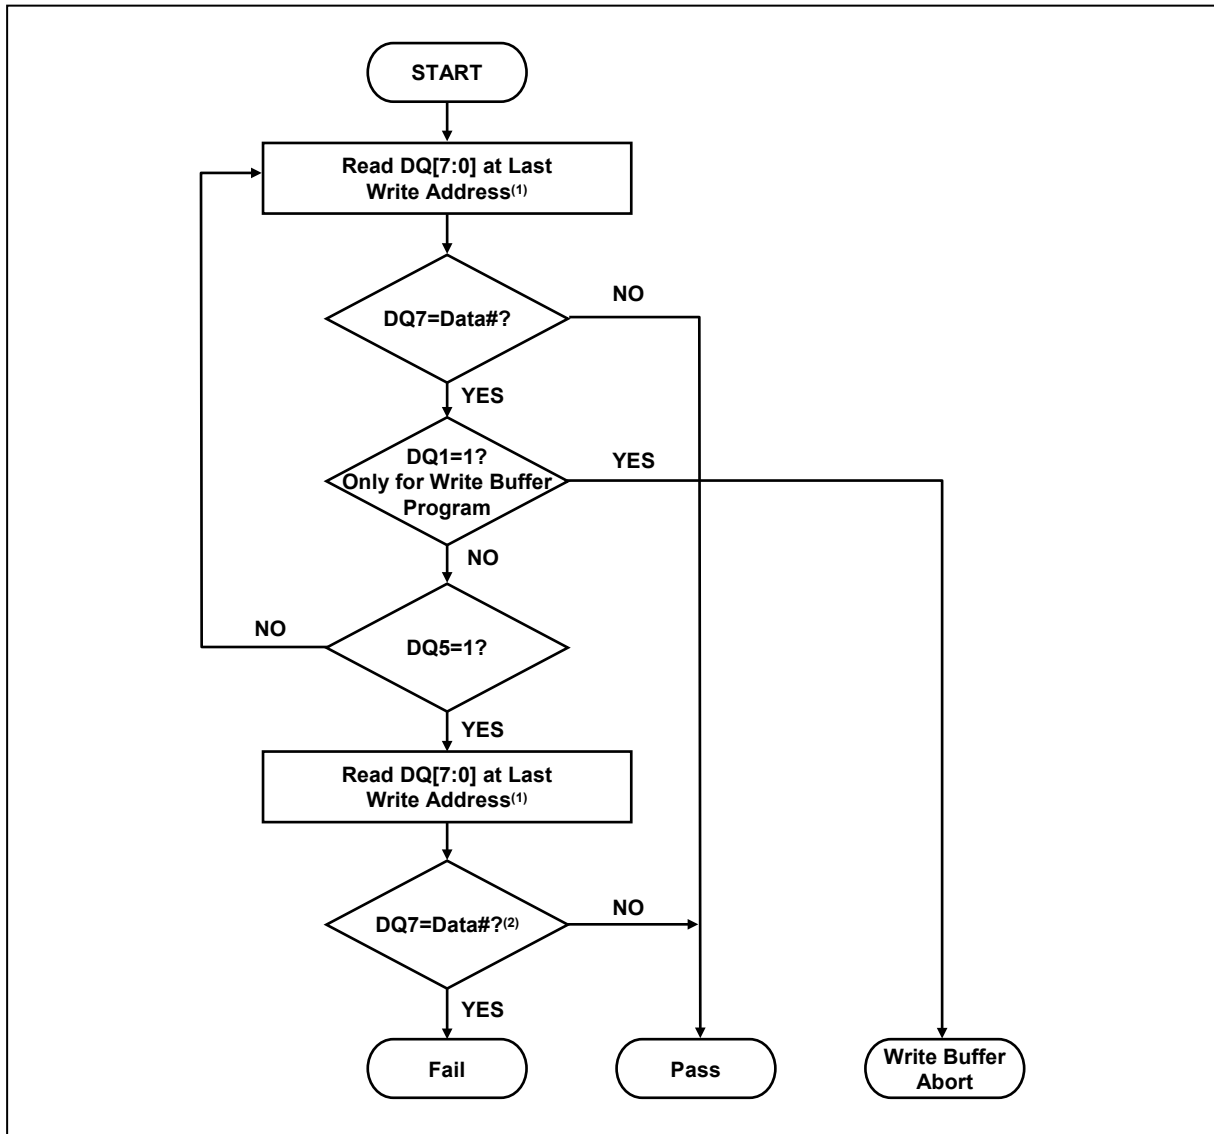 START
Read DQ[7:0] at Last
Write Address(1)
NO
DQ7=Data#?
YES
DQ1=1?
Only for Write Buffer
Program
YES
NO
NO
DQ5=1?
YES
Read DQ[7:0] at Last
Write Address(1)
DQ7=Data#?(2)
NO
YES
Fail
Pass
Write Buffer
Abort